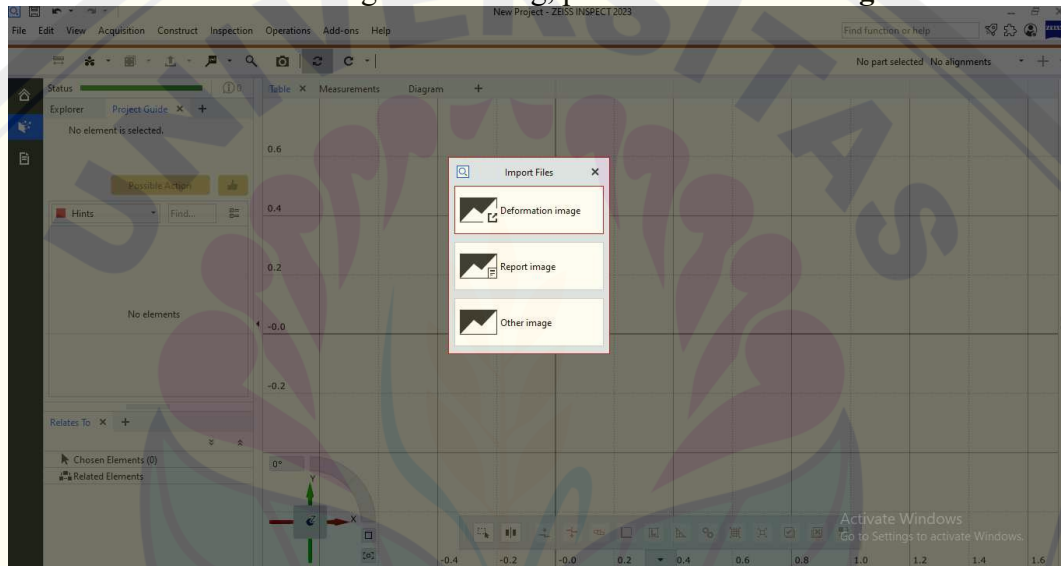 New Project - ZEISS INSPECT 2023
File Edit View Acquisition Construct Inspection Operations Add-ons Help
Find function or help
ZEISS
No part selected No alignments
Status
0
Table Measurements Diagram
Explorer Project Guide
No element is selected.
Possible Action
Hints
Find...
No elements
Relates To
Chosen Elements (0)
Related Elements
0.6
0.4
0.2
-0.0
-0.2
0°
Y
X
Import Files
Deformation image
Report image
Other image
-0.4 -0.2 -0.0 0.2 0.4 0.6 0.8 1.0 1.2 1.4 1.6
Activate Windows
Go to Settings to activate Windows.
UNIVERSITAS